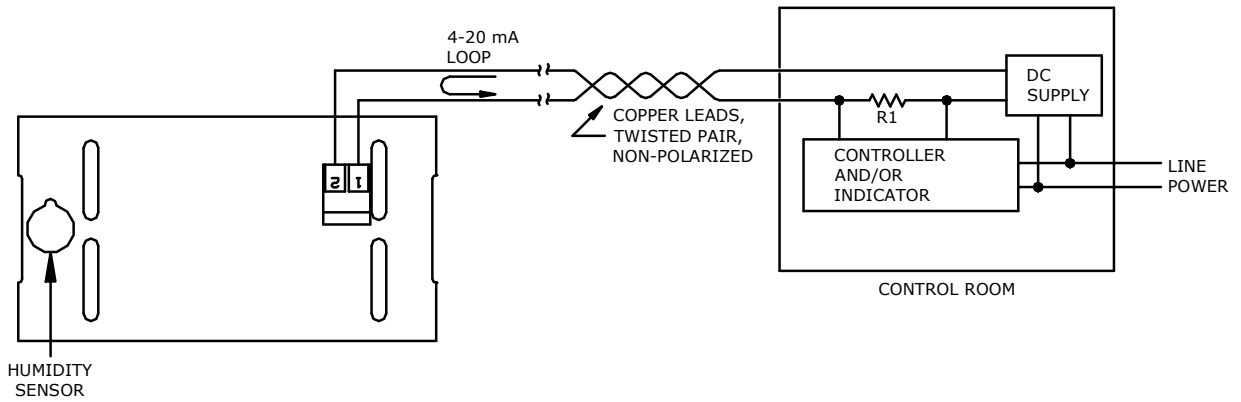 4-20 mA
LOOP
COPPER LEADS,
TWISTED PAIR,
NON-POLARIZED
DC
SUPPLY
R1
CONTROLLER
AND/OR
INDICATOR
LINE
POWER
CONTROL ROOM
2 1
HUMIDITY
SENSOR